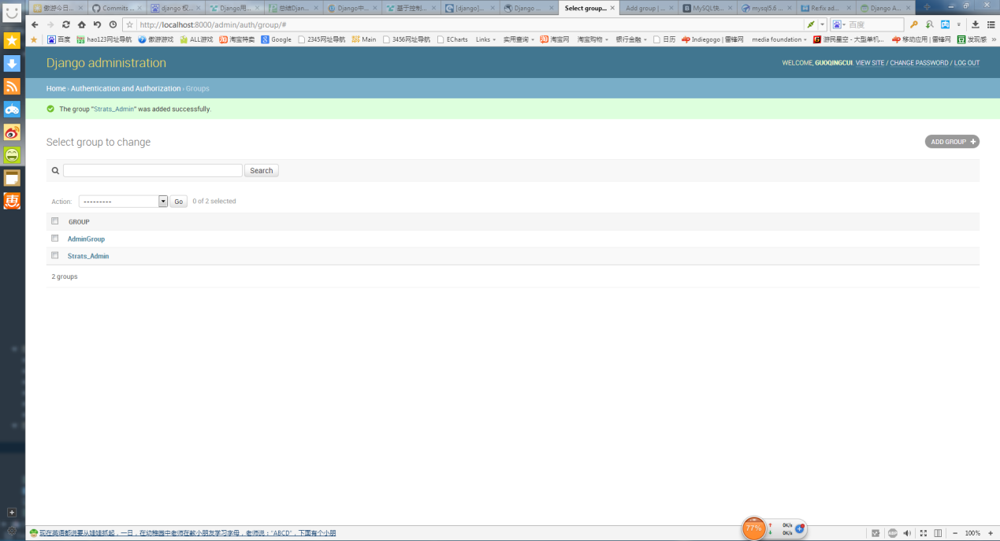 傲游今日...
Commits ...
django 权...
Django用...
总结Djan...
Django中...
基于控制...
[django]...
Django ...
Select group...
Add group | ...
MySQL快...
mysql5.6 ...
Refix ad...
Django A...
http://localhost:8000/admin/auth/group/#
百度
百度
hao123网址导航
傲游游戏
ALL游戏
淘宝特卖
Google
2345网址导航
Main
3456网址导航
ECharts
Links
实用查询
淘宝网
淘宝购物
银行金融
日历
Indiegogo | 雷锋网
media foundation
游民星空 - 大型单机...
移动应用 | 雷锋网
发现感
Django administration
WELCOME, GUOQINGCUI. VIEW SITE / CHANGE PASSWORD / LOG OUT
Home › Authentication and Authorization › Groups
The group "Strats_Admin" was added successfully.
Select group to change
ADD GROUP +
Search
Action: --------- Go 0 of 2 selected
GROUP
AdminGroup
Strats_Admin
2 groups
惠
77%
0K/s
0K/s
现在英语都说要从娃娃抓起，一日，在幼稚园中老师在教小朋友学习字母，老师说：“ABCD”，下面有个小朋
100%